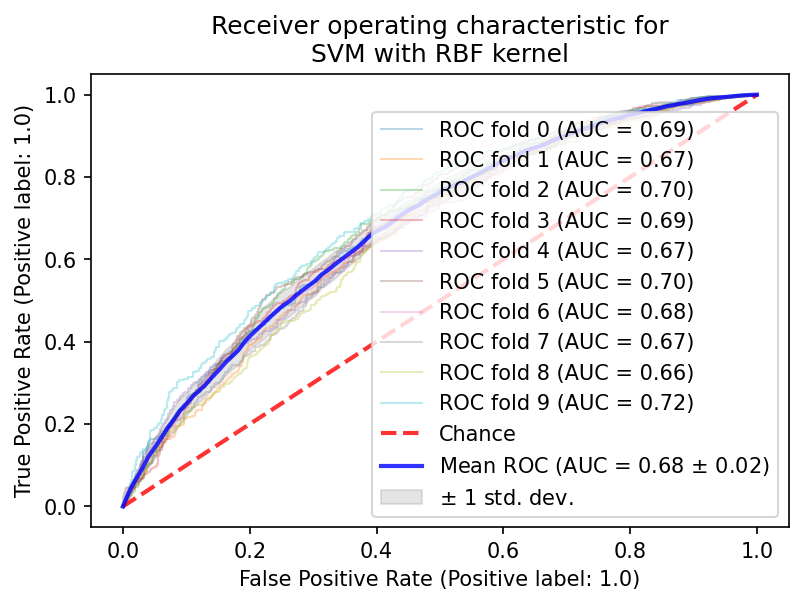 Receiver operating characteristic for
SVM with RBF kernel
True Positive Rate (Positive label: 1.0)
1.0
0.8
0.6
0.4
0.2
0.0
ROC fold 0 (AUC = 0.69)
ROC fold 1 (AUC = 0.67)
ROC fold 2 (AUC = 0.70)
ROC fold 3 (AUC = 0.69)
ROC fold 4 (AUC = 0.67)
ROC fold 5 (AUC = 0.70)
ROC fold 6 (AUC = 0.68)
ROC fold 7 (AUC = 0.67)
ROC fold 8 (AUC = 0.66)
ROC fold 9 (AUC = 0.72)
Chance
Mean ROC (AUC = 0.68 ± 0.02)
± 1 std. dev.
0.0 0.2 0.4 0.6 0.8 1.0
False Positive Rate (Positive label: 1.0)